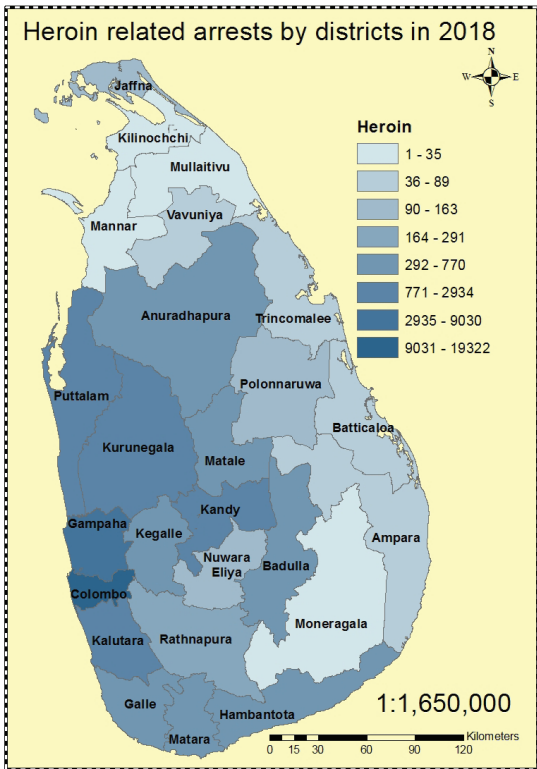 Heroin related arrests by districts in 2018
N
W E
S
Jaffna
Kilinochchi
Mullaitivu
Mannar
Vavuniya
Anuradhapura
Trincomalee
Polonnaruwa
Puttalam
Batticaloa
Kurunegala
Matale
Kandy
Gampaha
Kegalle
Ampara
Nuwara
Eliya
Badulla
Colombo
Moneragala
Kalutara
Rathnapura
Galle
Hambantota
Matara
Heroin
1 - 35
36 - 89
90 - 163
164 - 291
292 - 770
771 - 2934
2935 - 9030
9031 - 19322
1:1,650,000
Kilometers
0 15 30 60 90 120